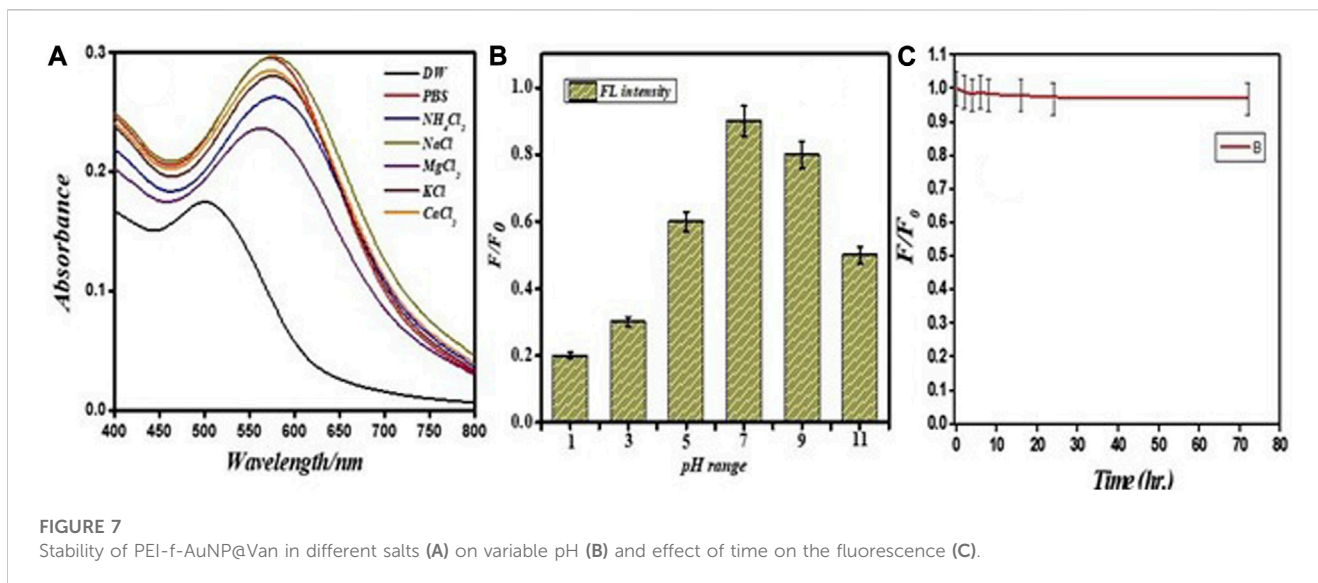 A
0.3
0.2
0.1
0.0
Absorbance
400 450 500 550 600 650 700 750 800
Wavelength/nm
DW
PBS
NH4Cl2
NaCl
MgCl2
KCl
CaCl2
B
1.0
0.8
0.6
0.4
0.2
0.0
F/F0
FL intensity
1 3 5 7 9 11
pH range
C
1.1
1.0
0.9
0.8
0.7
0.6
0.5
0.4
0.3
0.2
0.1
0.0
F/F0
B
0 10 20 30 40 50 60 70 80
Time (hr.)
FIGURE 7
Stability of PEI-f-AuNP@Van in different salts (A) on variable pH (B) and effect of time on the fluorescence (C).